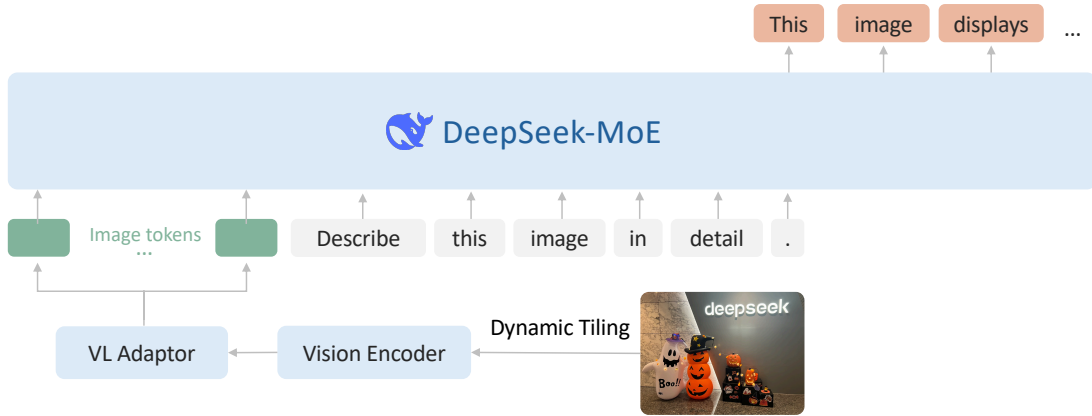 This image displays ...
DeepSeek-MoE
Image tokens
...
Describe this image in detail .
deepseek
Dynamic Tiling
VL Adaptor
Vision Encoder
Boo!!